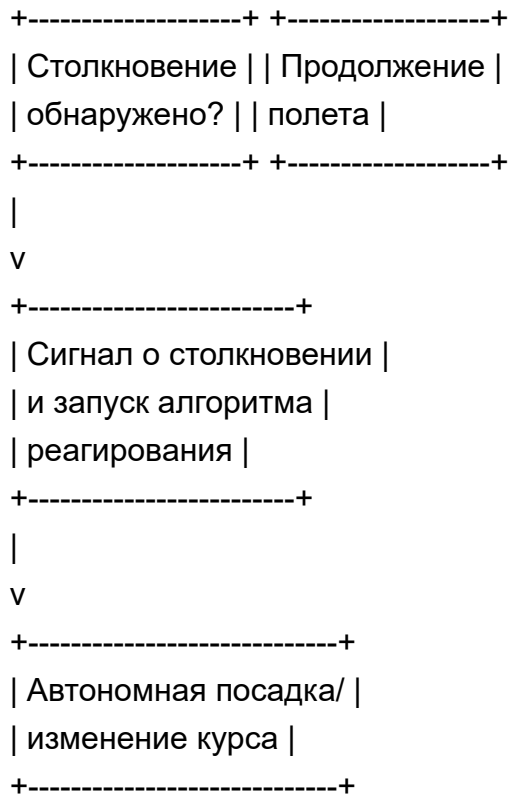 +--------------------+ +-------------------+
| Столкновение | | Продолжение |
| обнаружено? | | полета |
+--------------------+ +-------------------+
|
v
+-------------------------+
| Сигнал о столкновении |
| и запуск алгоритма |
| реагирования |
+-------------------------+
|
v
+-----------------------------+
| Автономная посадка/ |
| изменение курса |
+-----------------------------+